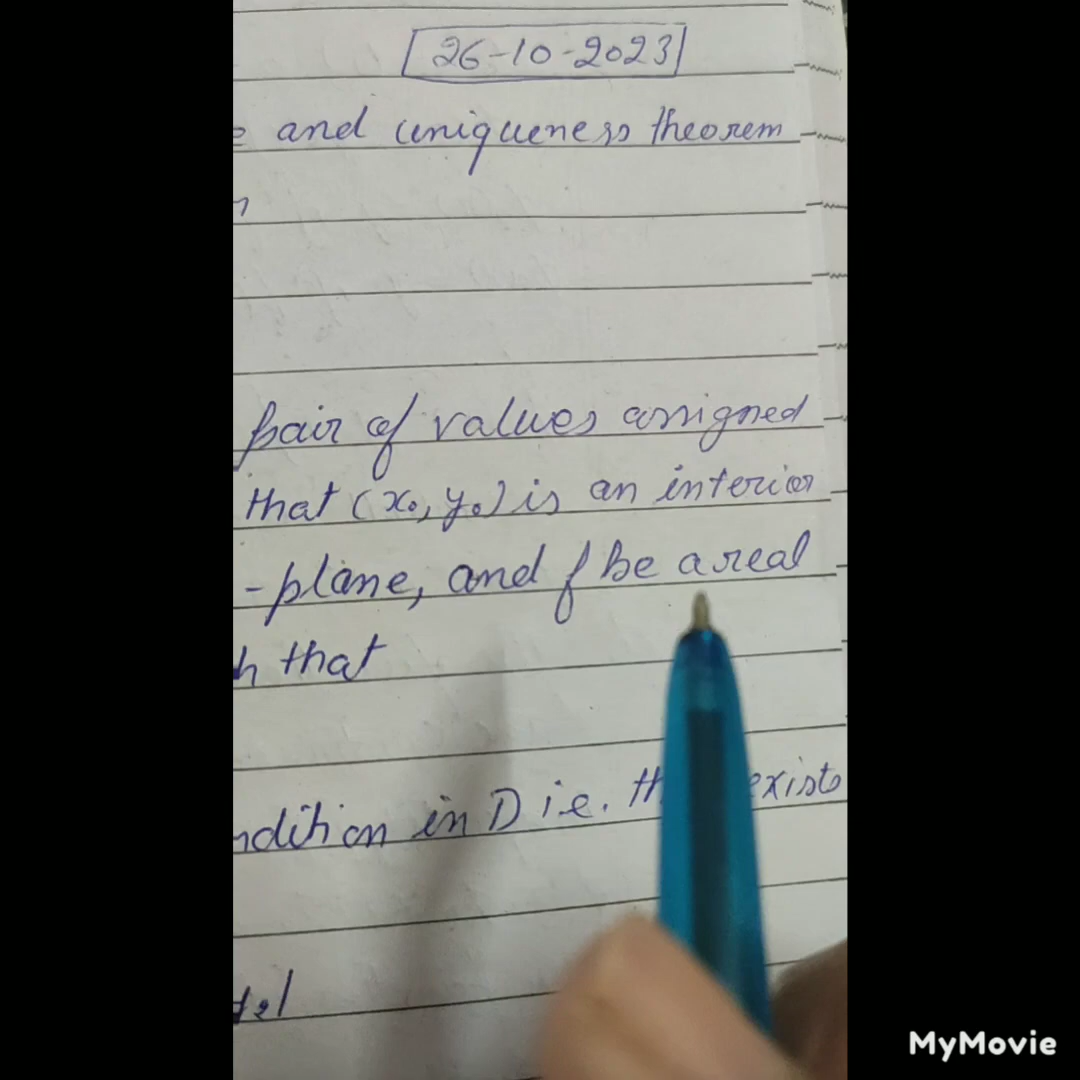 26-10-2023
and uniqueness theorem
pair of values assigned
that (x₀, y₀) is an interior
-plane, and f be a real
that
in D i.e. exists
MyMovie